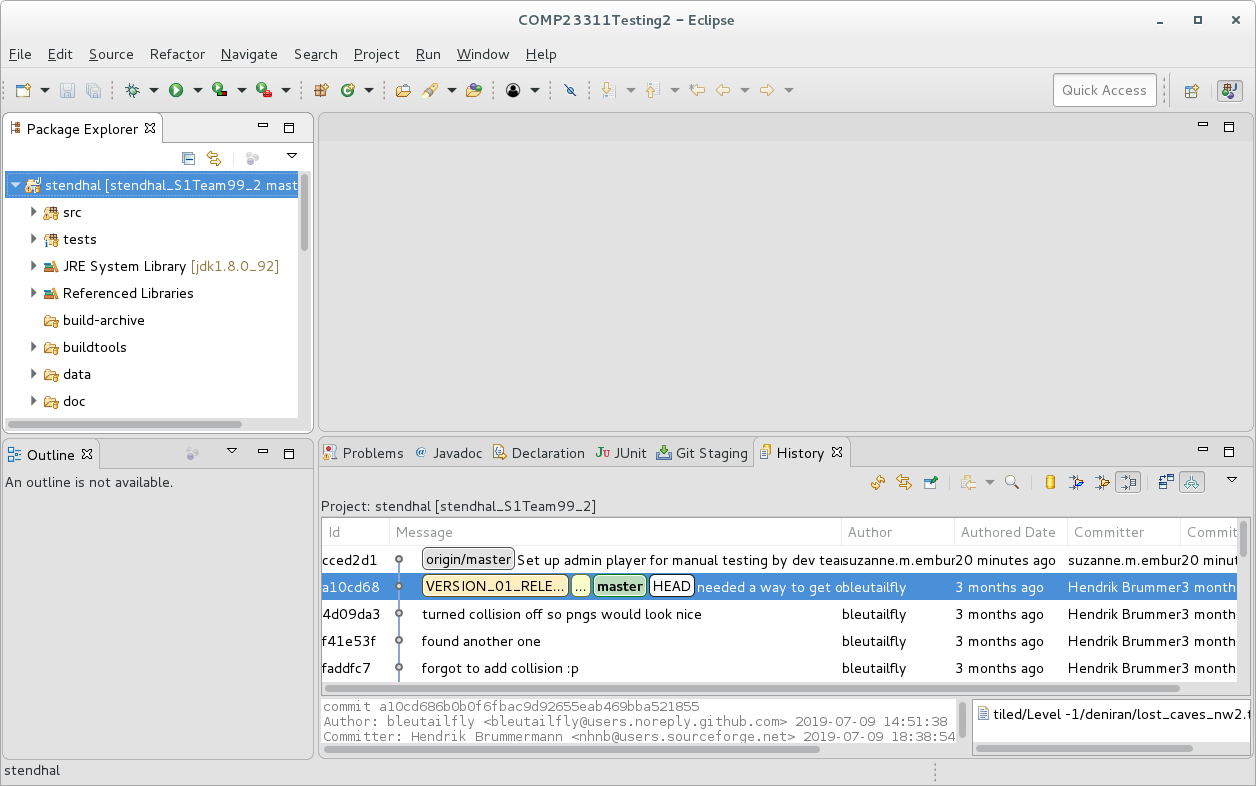 COMP23311Testing2 – Eclipse
File Edit Source Refactor Navigate Search Project Run Window Help
Quick Access
Package Explorer
stendhal [stendhal_S1Team99_2 mast
src
tests
JRE System Library [jdk1.8.0_92]
Referenced Libraries
build-archive
buildtools
data
doc
Outline
An outline is not available.
Problems @ Javadoc Declaration JUnit Git Staging History
Project: stendhal [stendhal_S1Team99_2]
Id Message Author Authored Date Committer Commit
cced2d1 origin/master Set up admin player for manual testing by dev tea suzanne.m.embur 20 minutes ago suzanne.m.embur 20 minut
a10cd68 VERSION_01_RELE... ... master HEAD needed a way to get o bleutailfly 3 months ago Hendrik Brummer 3 month
4d09da3 turned collision off so pngs would look nice bleutailfly 3 months ago Hendrik Brummer 3 month
f41e53f found another one bleutailfly 3 months ago Hendrik Brummer 3 month
faddfc7 forgot to add collision :p bleutailfly 3 months ago Hendrik Brummer 3 month
commit a10cd686b0b0f6fbac9d92655eab469bba521855
Author: bleutailfly <bleutailfly@users.noreply.github.com> 2019-07-09 14:51:38
Committer: Hendrik Brummermann <nhnb@users.sourceforge.net> 2019-07-09 18:38:54
tiled/Level -1/deniran/lost_caves_nw2.t
stendhal